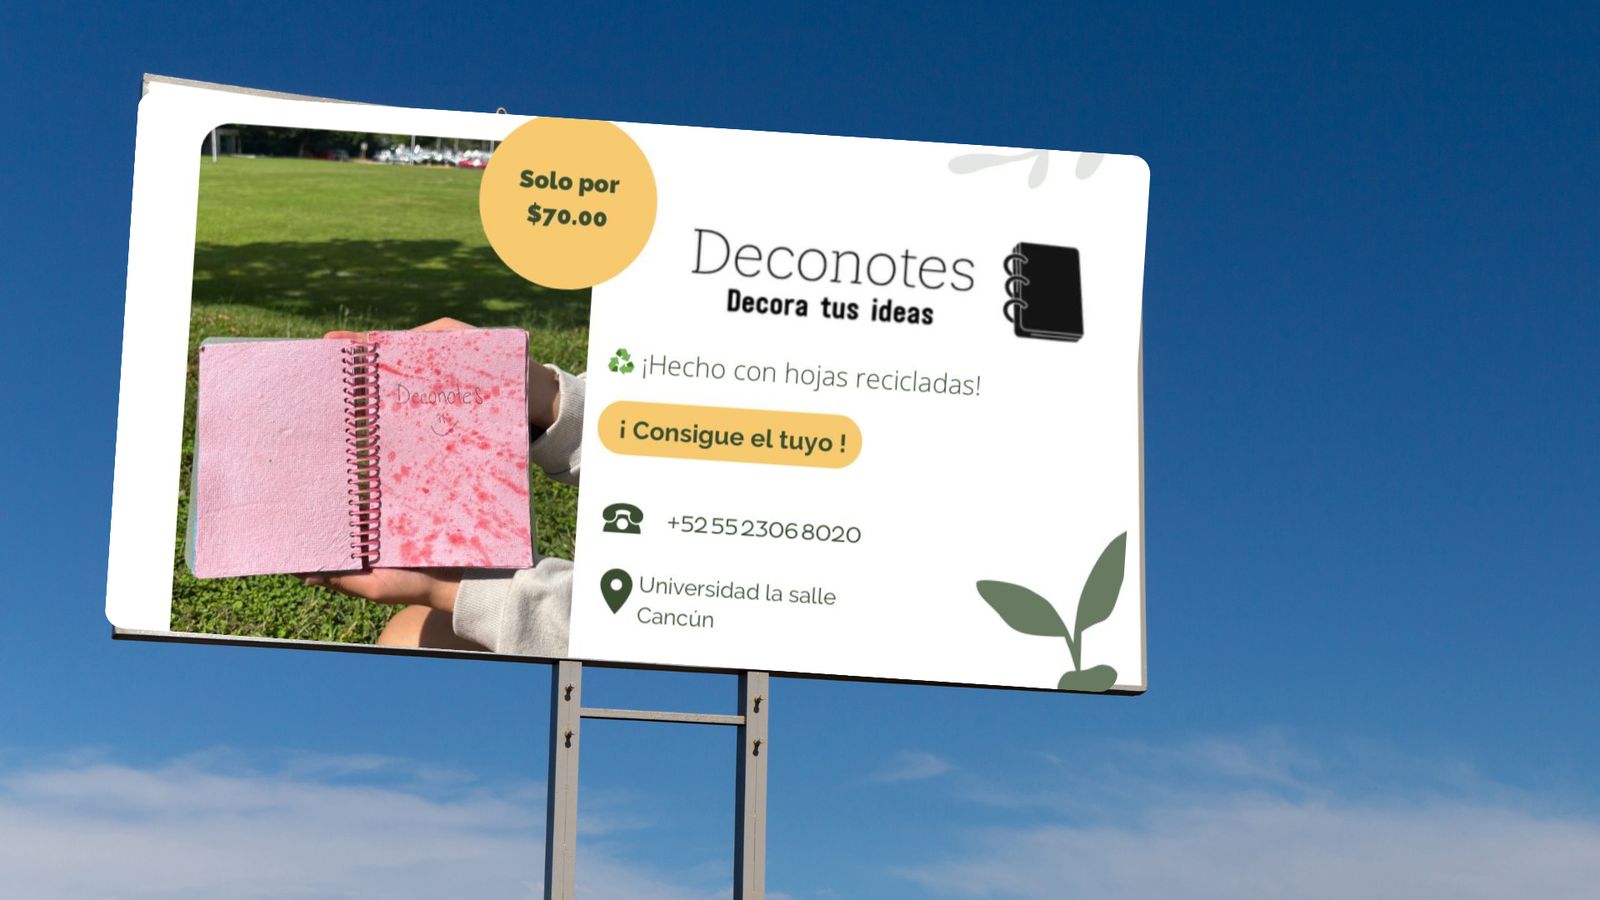 Solo por
$70.00
Deconotes
Decora tus ideas
¡Hecho con hojas recicladas!
¡ Consigue el tuyo !
Deconotes
+52 55 2306 8020
Universidad la salle
Cancún